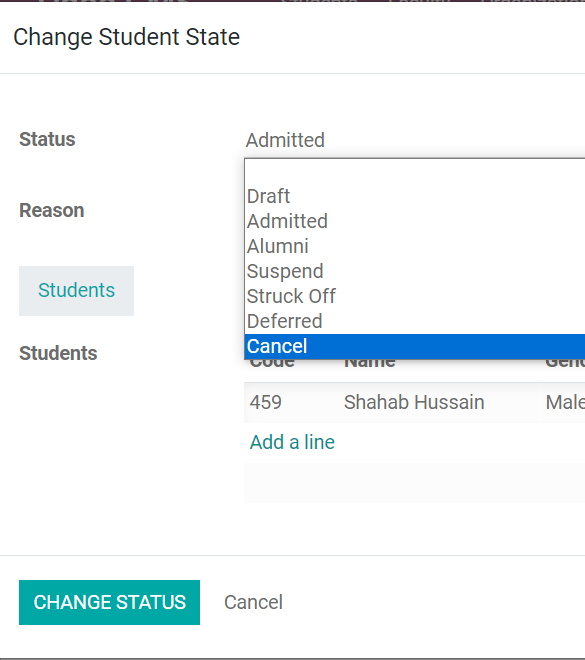 Change Student State
Status
Admitted
Draft
Admitted
Alumni
Suspend
Struck Off
Deferred
Cancel
Reason
Students
Students
Code Name
459 Shahab Hussain Male
Add a line
CHANGE STATUS Cancel